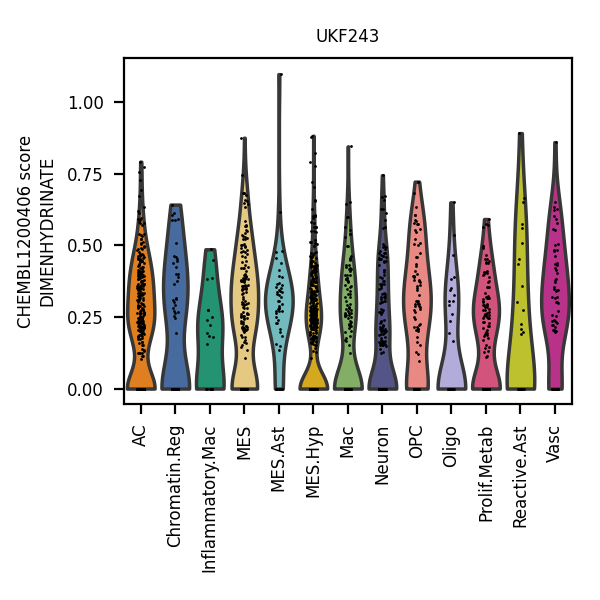 UKF243
CHEMBL1200406 score
DIMENHYDRINATE
1.00
0.75
0.50
0.25
0.00
AC
Chromatin.Reg
Inflammatory.Mac
MES
MES.Ast
MES.Hyp
Mac
Neuron
OPC
Oligo
Prolif.Metab
Reactive.Ast
Vasc